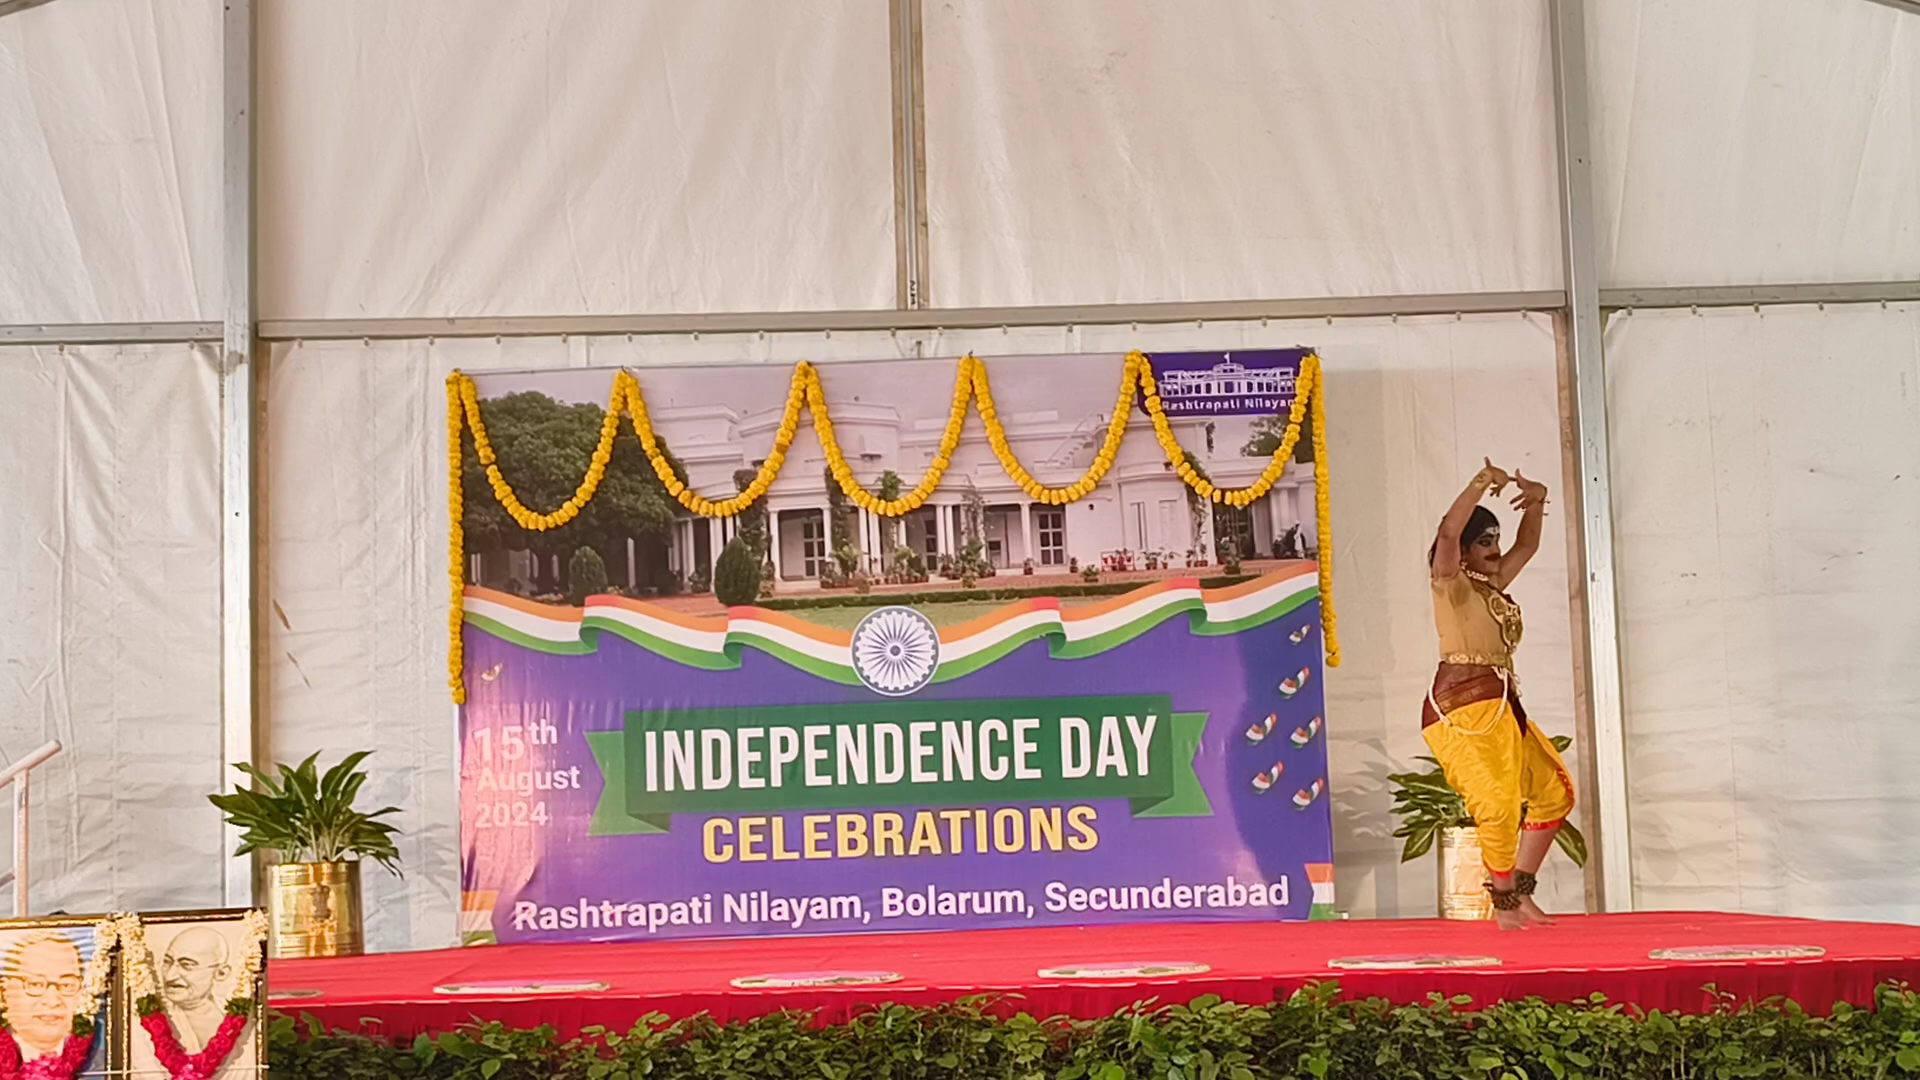 Rashtrapati Nilayam
15th
August
2024
INDEPENDENCE DAY
CELEBRATIONS
Rashtrapati Nilayam, Bolarum, Secunderabad